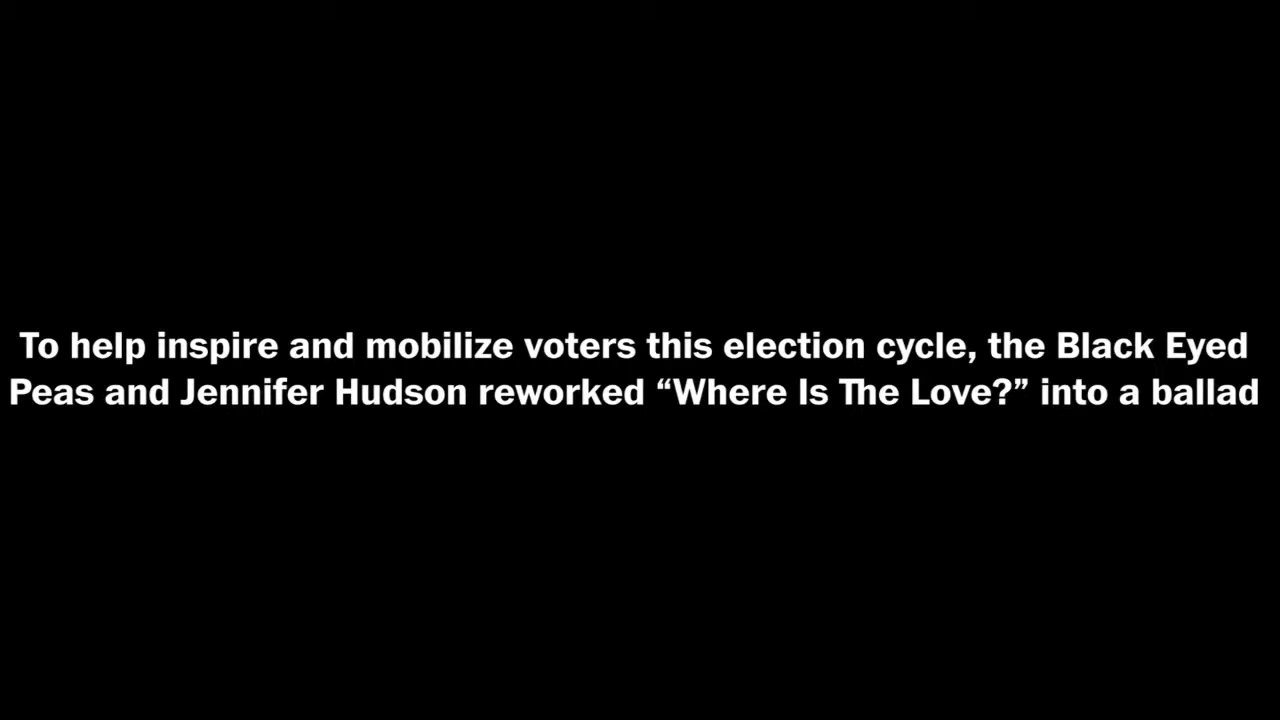 To help inspire and mobilize voters this election cycle, the Black Eyed
Peas and Jennifer Hudson reworked “Where Is The Love?” into a ballad